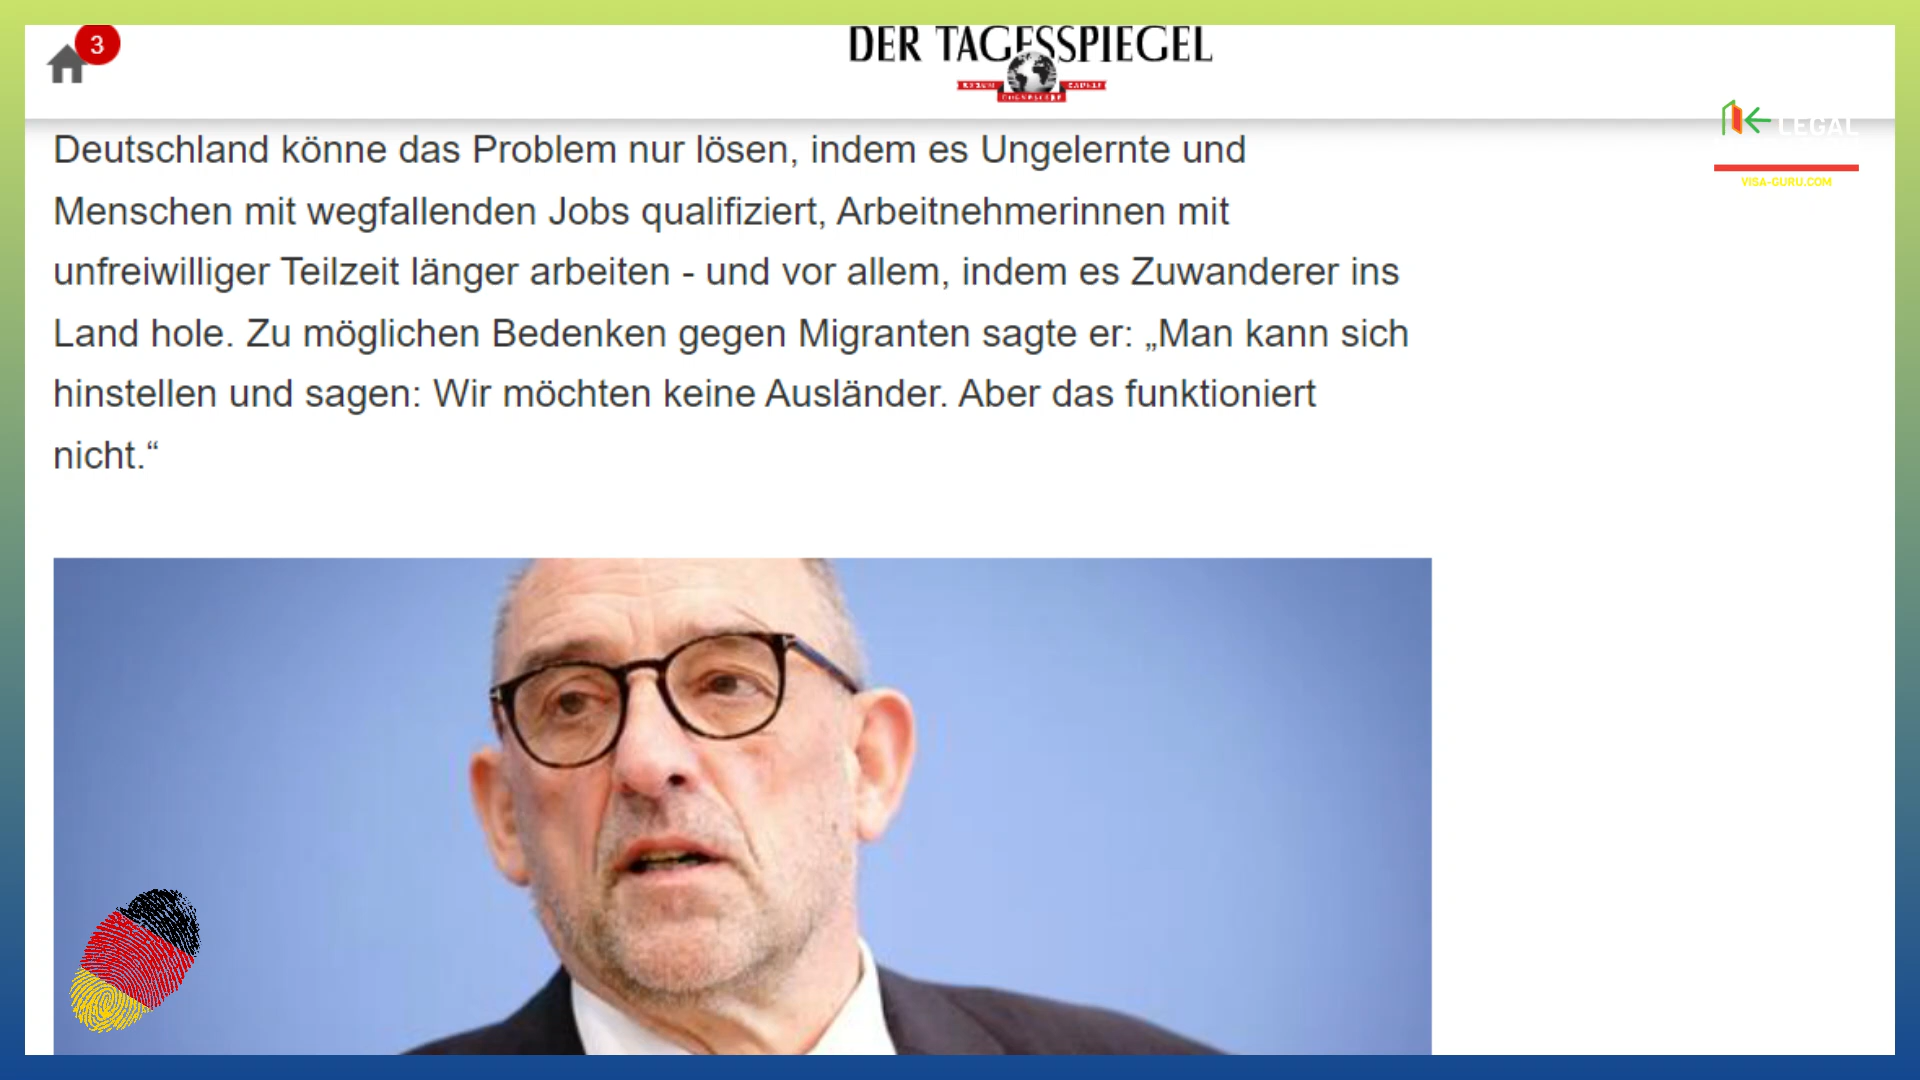 3
DER TAGESSPIEGEL
LEGAL
VISA-GURU.COM
Deutschland könne das Problem nur lösen, indem es Ungelernte und
Menschen mit wegfallenden Jobs qualifiziert, Arbeitnehmerinnen mit
unfreiwilliger Teilzeit länger arbeiten - und vor allem, indem es Zuwanderer ins
Land hole. Zu möglichen Bedenken gegen Migranten sagte er: „Man kann sich
hinstellen und sagen: Wir möchten keine Ausländer. Aber das funktioniert
nicht.“